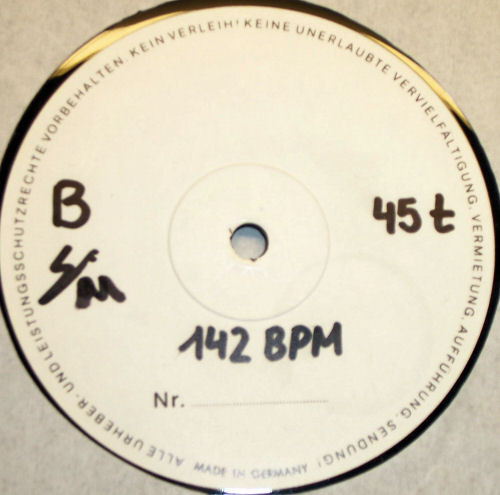 ALLE URHEBER- UND LEISTUNGSSCHUTZRECHTE VORBEHALTEN. KEIN VERLEIH! KEINE UNERLAUBTE VERVIELFÄLTIGUNG, VERMIETUNG, AUFFÜHRUNG, SENDUNG!
B
45 t
S/M
142 BPM
Nr.
MADE IN GERMANY